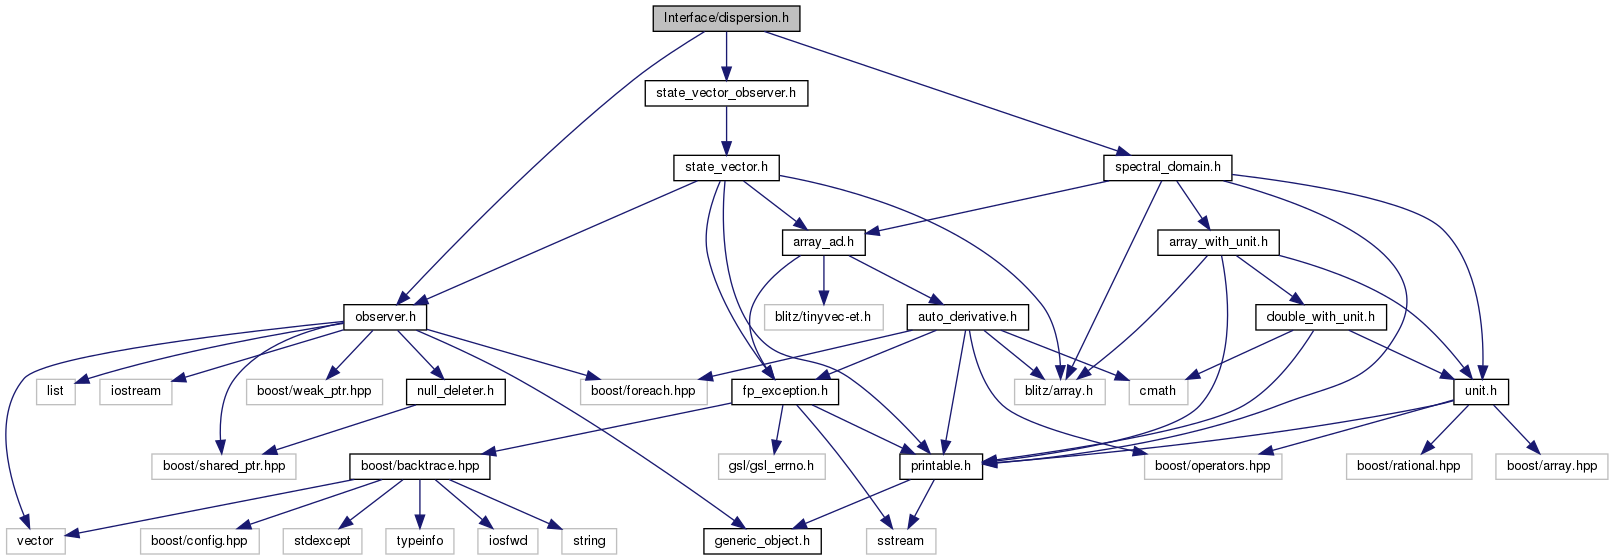 Interface/dispersion.h
state_vector_observer.h
state_vector.h
spectral_domain.h
array_ad.h
array_with_unit.h
observer.h
blitz/tinyvec-et.h
auto_derivative.h
double_with_unit.h
list
iostream
boost/weak_ptr.hpp
null_deleter.h
boost/foreach.hpp
fp_exception.h
blitz/array.h
cmath
unit.h
boost/shared_ptr.hpp
boost/backtrace.hpp
gsl/gsl_errno.h
printable.h
boost/operators.hpp
boost/rational.hpp
boost/array.hpp
vector
boost/config.hpp
stdexcept
typeinfo
iosfwd
string
generic_object.h
sstream